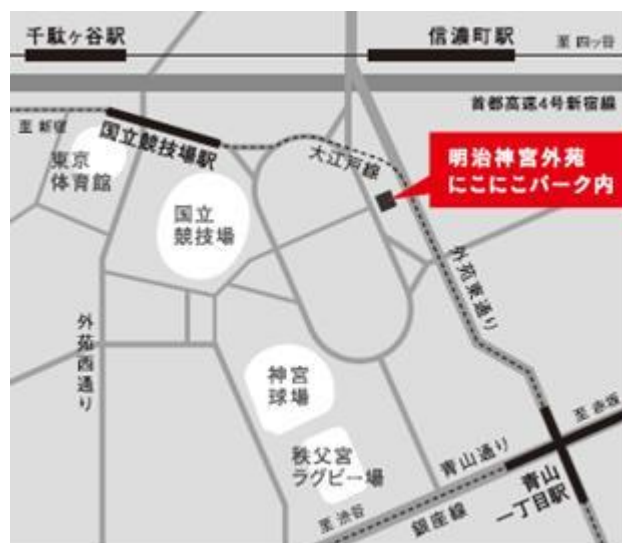 千駄ヶ谷駅
信濃町駅
至 四ッ谷
首都高速4号新宿線
至 新宿
国立競技場駅
東京
体育館
大江戸線
明治神宮外苑
にこにこパーク内
国立
競技場
外苑東通り
外苑西通り
神宮
球場
秩父宮
ラグビー場
青山通り
至 赤坂
青山
一丁目駅
至 渋谷
銀座線